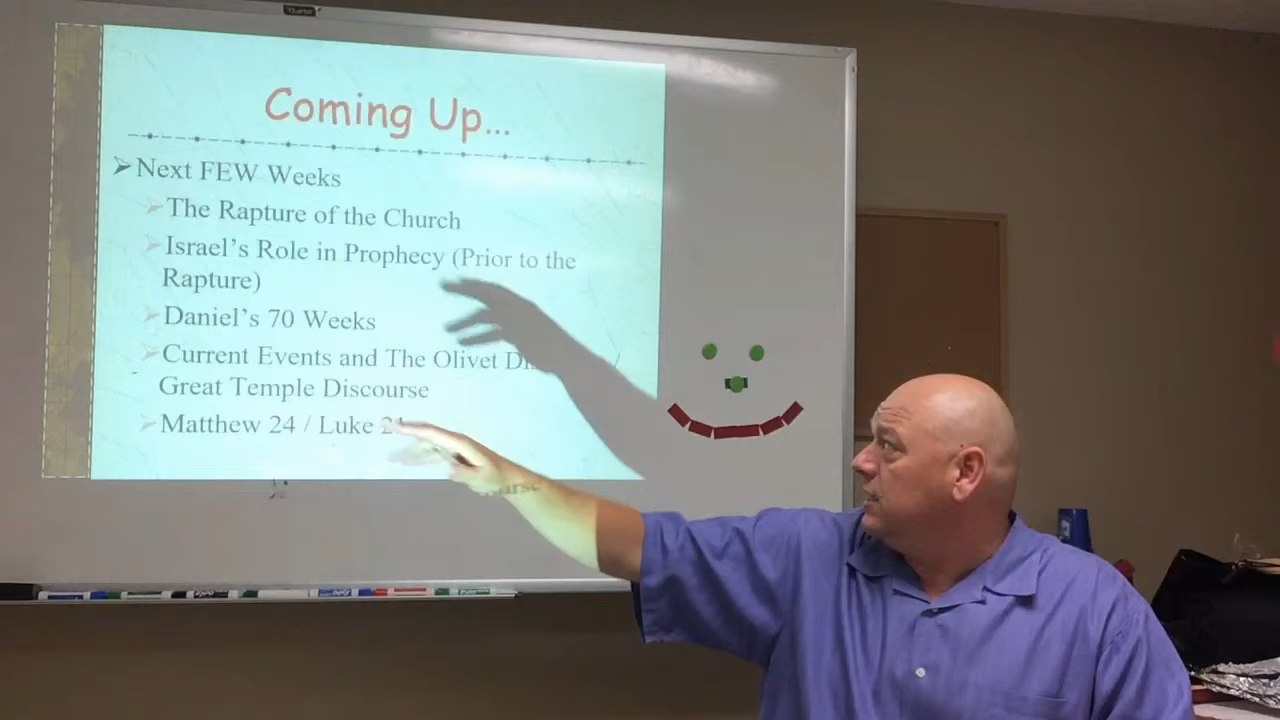 Coming Up...
Next FEW Weeks
The Rapture of the Church
Israel's Role in Prophecy (Prior to the
Rapture)
Daniel's 70 Weeks
Current Events and The Olivet
Great Temple Discourse
Matthew 24 / Luke